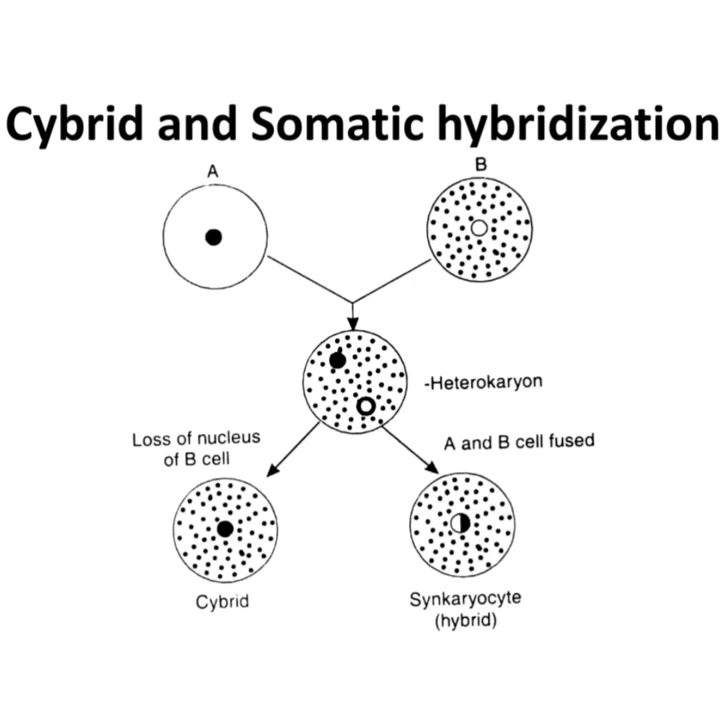 Cybrid and Somatic hybridization
A
B
-Heterokaryon
Loss of nucleus
of B cell
A and B cell fused
Cybrid
Synkaryocyte
(hybrid)